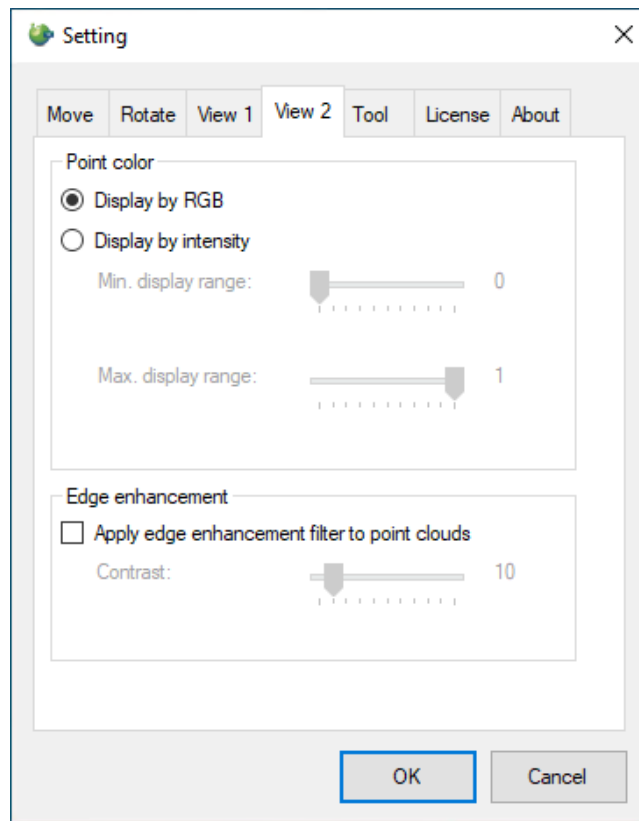 Setting
Move Rotate View 1 View 2 Tool License About
Point color
Display by RGB
Display by intensity
Min. display range: 0
Max. display range: 1
Edge enhancement
Apply edge enhancement filter to point clouds
Contrast: 10
OK Cancel